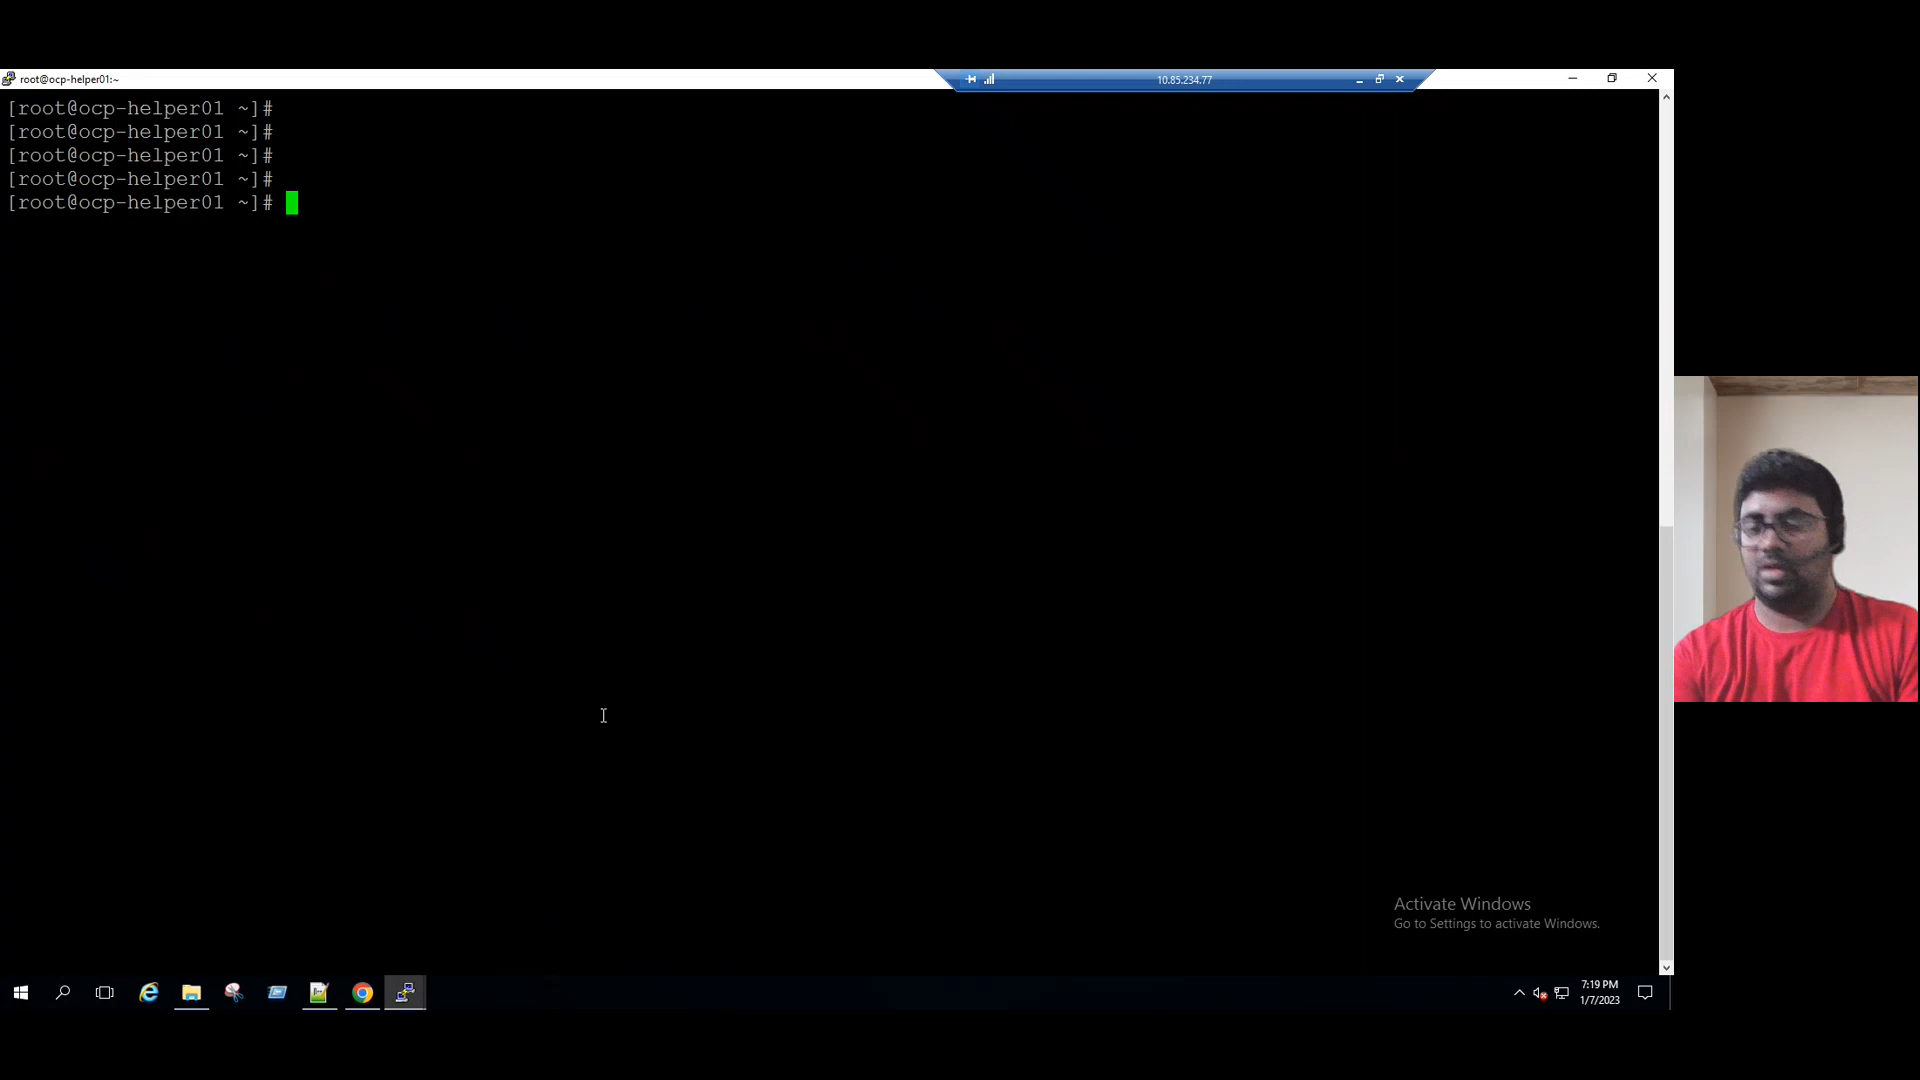 root@ocp-helper01:~
10.85.234.77
[root@ocp-helper01 ~]#
[root@ocp-helper01 ~]#
[root@ocp-helper01 ~]#
[root@ocp-helper01 ~]#
[root@ocp-helper01 ~]#
Activate Windows
Go to Settings to activate Windows.
7:19 PM
1/7/2023